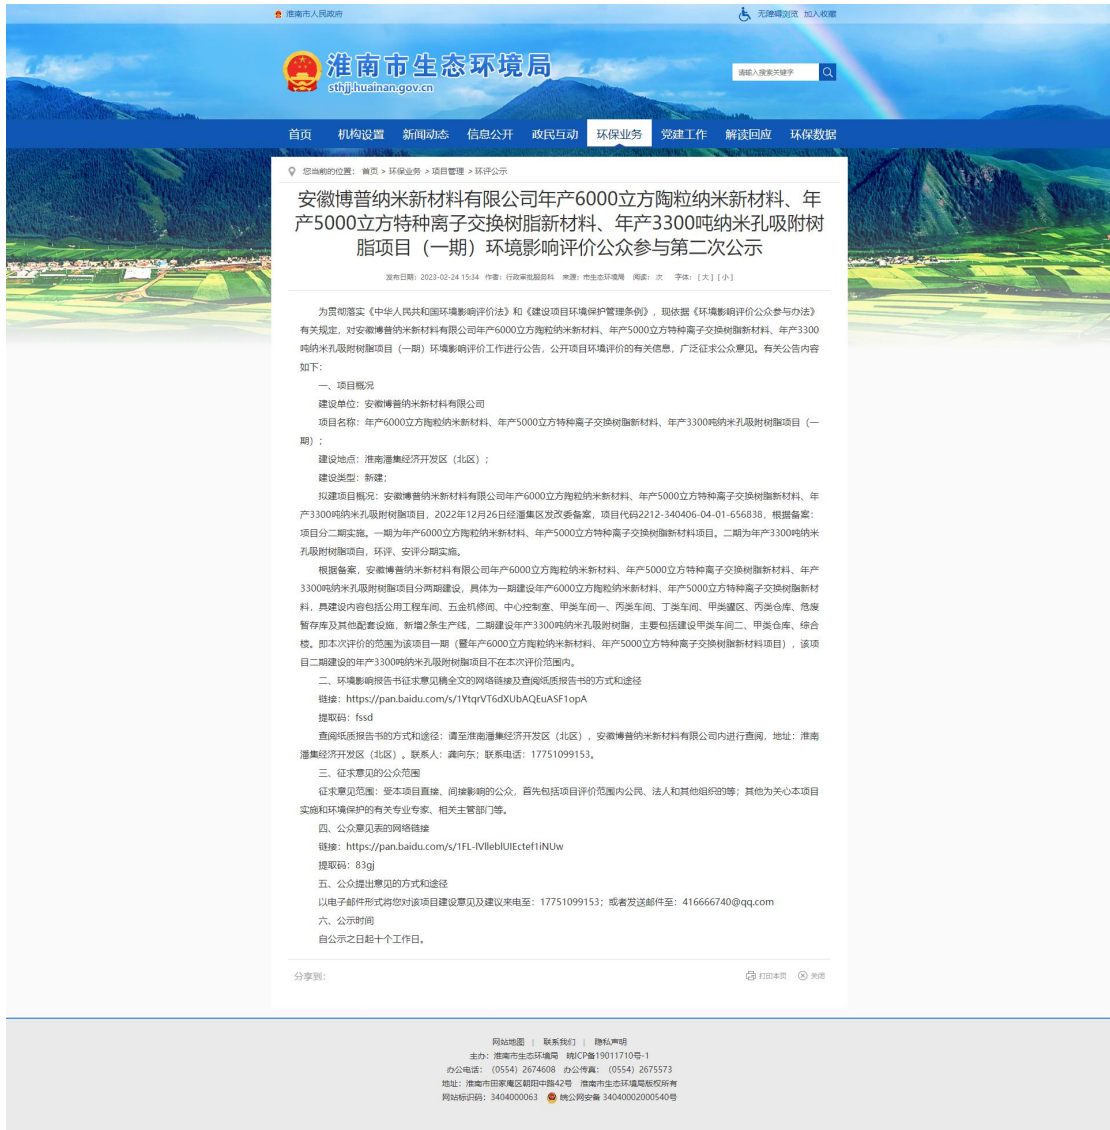 淮南市人民政府
无障碍浏览 加入收藏
淮南市生态环境局
sthjj.huainan.gov.cn
请输入搜索关键字
首页 机构设置 新闻动态 信息公开 政民互动 环保业务 党建工作 解读回应 环保数据
您当前的位置：首页 > 环保业务 > 项目管理 > 环评公示
安徽博普纳米新材料有限公司年产6000立方陶粒纳米新材料、年
产5000立方特种离子交换树脂新材料、年产3300吨纳米孔吸附树
脂项目（一期）环境影响评价公众参与第二次公示
发布日期：2023-02-24 15:34 作者：行政审批服务科 来源：市生态环境局 阅读： 次 字体：[ 大 ] [ 小 ]
为贯彻落实《中华人民共和国环境影响评价法》和《建设项目环境保护管理条例》，现依据《环境影响评价公众参与办法》
有关规定，对安徽博普纳米新材料有限公司年产6000立方陶粒纳米新材料、年产5000立方特种离子交换树脂新材料、年产3300
吨纳米孔吸附树脂项目（一期）环境影响评价工作进行公告，公开项目环境评价的有关信息，广泛征求公众意见。有关公告内容
如下：
一、项目概况
建设单位：安徽博普纳米新材料有限公司
项目名称：年产6000立方陶粒纳米新材料、年产5000立方特种离子交换树脂新材料、年产3300吨纳米孔吸附树脂项目（一
期）；
建设地点：淮南潘集经济开发区（北区）；
建设类型：新建；
拟建项目概况：安徽博普纳米新材料有限公司年产6000立方陶粒纳米新材料、年产5000立方特种离子交换树脂新材料、年
产3300吨纳米孔吸附树脂项目，2022年12月26日经潘集区发改委备案，项目代码2212-340406-04-01-656838，根据备案：
项目分二期实施。一期为年产6000立方陶粒纳米新材料、年产5000立方特种离子交换树脂新材料项目。二期为年产3300吨纳米
孔吸附树脂项自，环评、安评分期实施。
根据备案，安徽博普纳米新材料有限公司年产6000立方陶粒纳米新材料、年产5000立方特种离子交换树脂新材料、年产
3300吨纳米孔吸附树脂项目分两期建设，具体为一期建设年产6000立方陶粒纳米新材料、年产5000立方特种离子交换树脂新材
料，具建设内容包括公用工程车间、五金机修间、中心控制室、甲类车间一、丙类车间、丁类车间、甲类罐区、丙类仓库、危废
暂存库及其他配套设施，新增2条生产线，二期建设年产3300吨纳米孔吸附树脂，主要包括建设甲类车间二、甲类仓库、综合
楼。即本次评价的范围为该项目一期（暨年产6000立方陶粒纳米新材料、年产5000立方特种离子交换树脂新材料项目），该项
目二期建设的年产3300吨纳米孔吸附树脂项目不在本次评价范围内。
二、环境影响报告书征求意见稿全文的网络链接及查阅纸质报告书的方式和途径
链接：https://pan.baidu.com/s/1YtqrVT6dXUbAQEuASF1opA
提取码：fssd
查阅纸质报告书的方式和途径：请至淮南潘集经济开发区（北区），安徽博普纳米新材料有限公司内进行查阅，地址：淮南
潘集经济开发区（北区）。联系人：龚向东；联系电话：17751099153。
三、征求意见的公众范围
征求意见范围：受本项目直接、间接影响的公众，首先包括项目评价范围内公民、法人和其他组织的等；其他为关心本项目
实施和环境保护的有关专业专家、相关主管部门等。
四、公众意见表的网络链接
链接：https://pan.baidu.com/s/1FL-lVlleblUIEctef1iNUw
提取码：83gj
五、公众提出意见的方式和途径
以电子邮件形式将您对该项目建设意见及建议来电至：17751099153；或者发送邮件至：416666740@qq.com
六、公示时间
自公示之日起十个工作日。
分享到：
打印本页 关闭
网站地图 | 联系我们 | 隐私声明
主办：淮南市生态环境局 皖ICP备19011710号-1
办公电话：（0554）2674608 办公传真：（0554）2675573
地址：淮南市田家庵区朝阳中路42号 淮南市生态环境局版权所有
网站标识码：3404000063 皖公网安备 34040002000540号